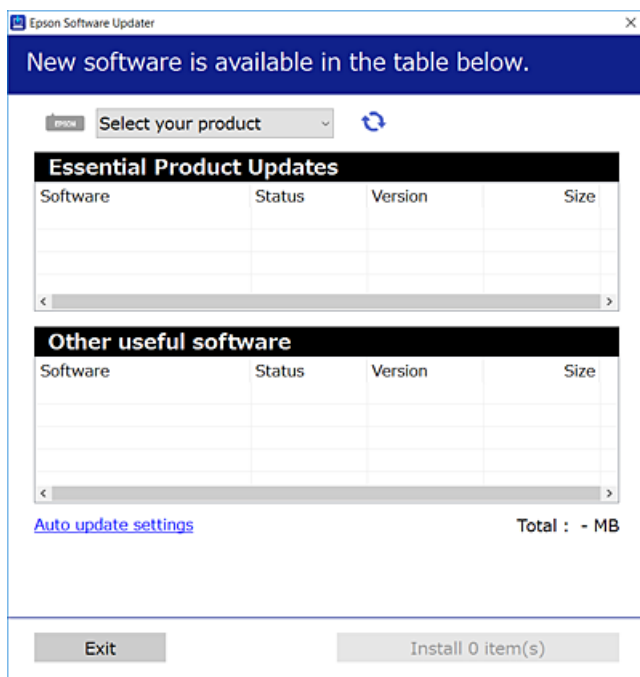 Epson Software Updater
New software is available in the table below.
EPSON Select your product
Essential Product Updates
Software Status Version Size
Other useful software
Software Status Version Size
Auto update settings Total : - MB
Exit Install 0 item(s)